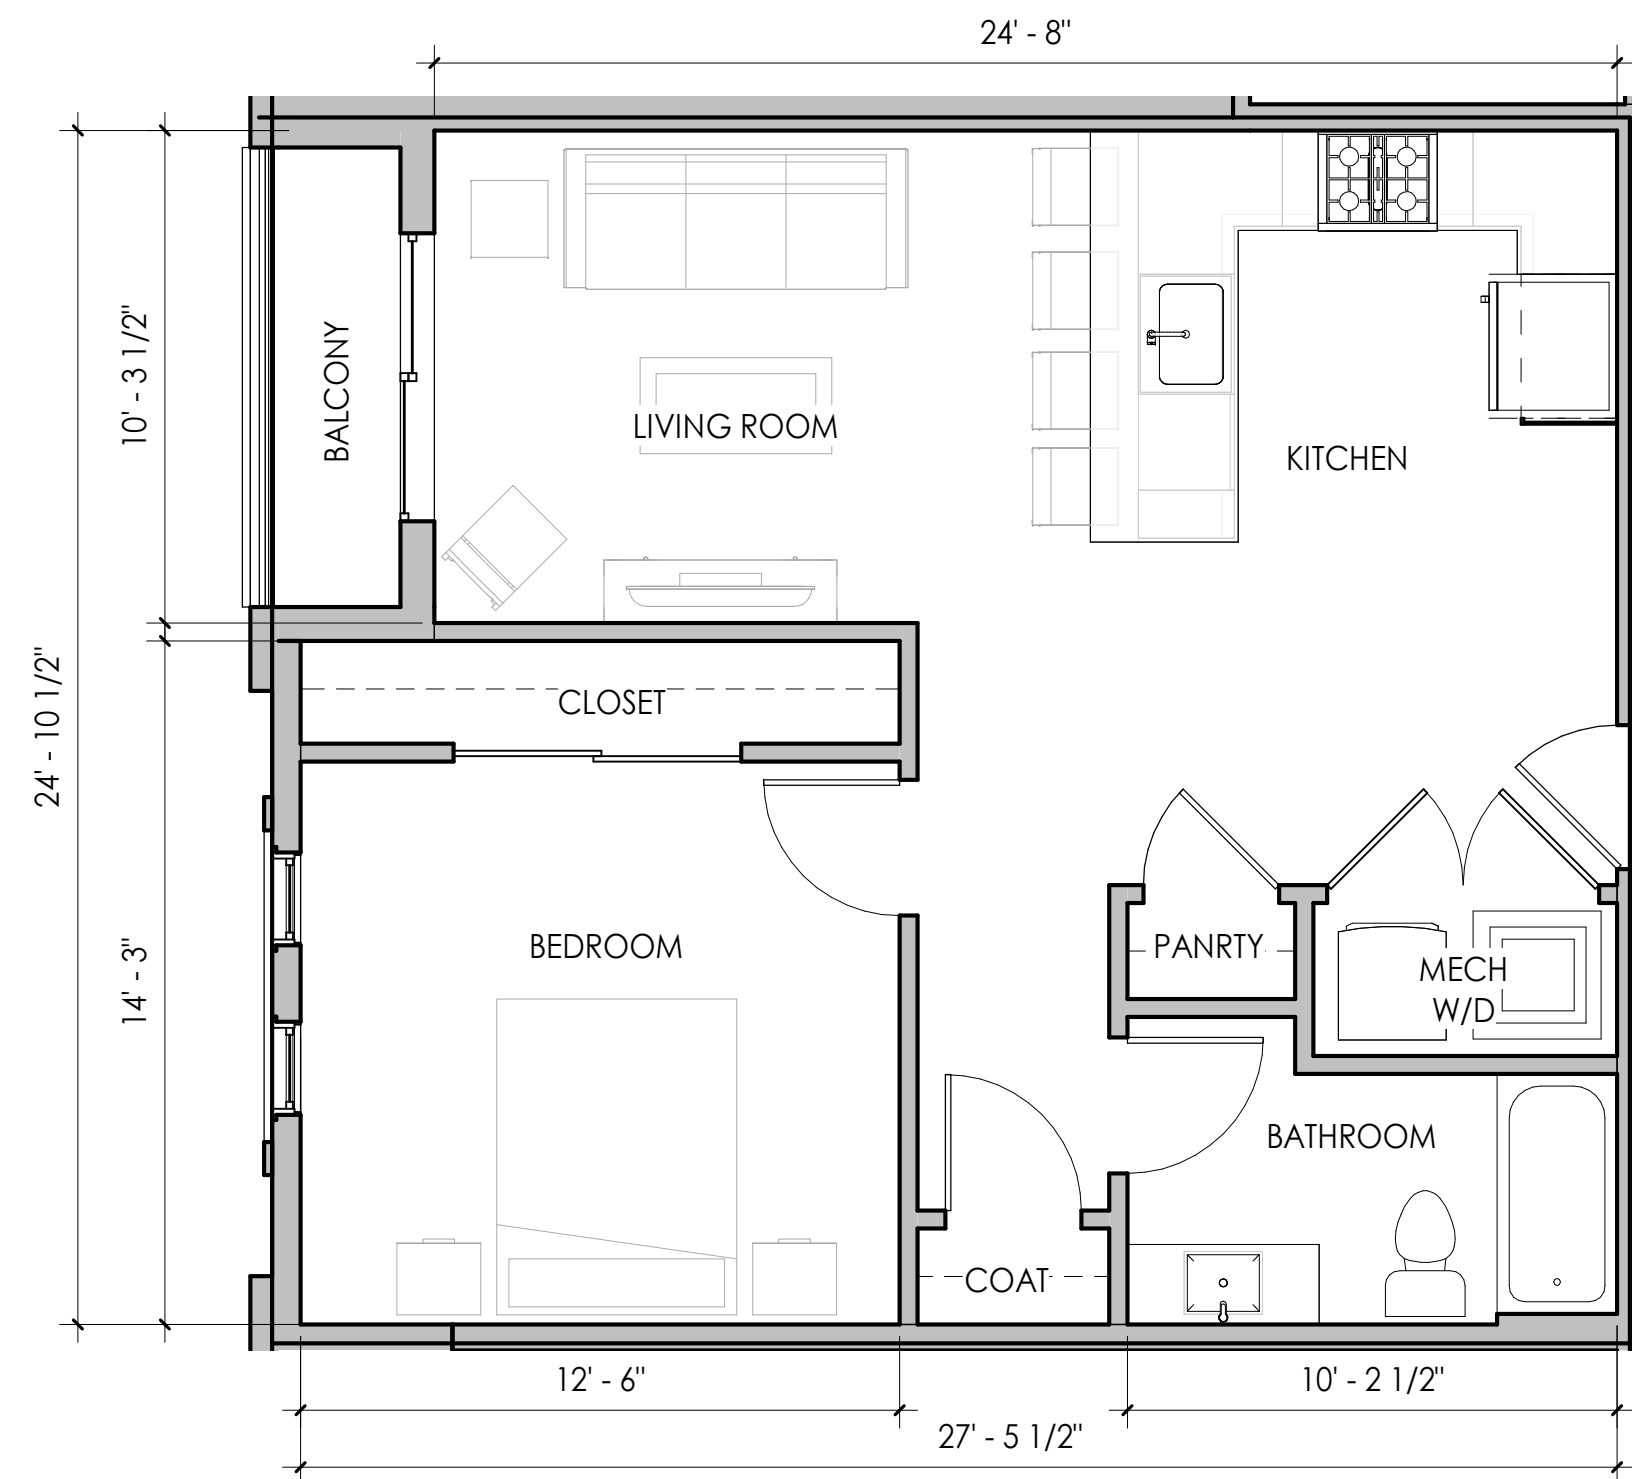 24' - 8"
10' - 3 1/2"
BALCONY
LIVING ROOM
KITCHEN
24' - 10 1/2"
CLOSET
14' - 3"
BEDROOM
PANRTY
MECH
W/D
BATHROOM
COAT
12' - 6"
10' - 2 1/2"
27' - 5 1/2"